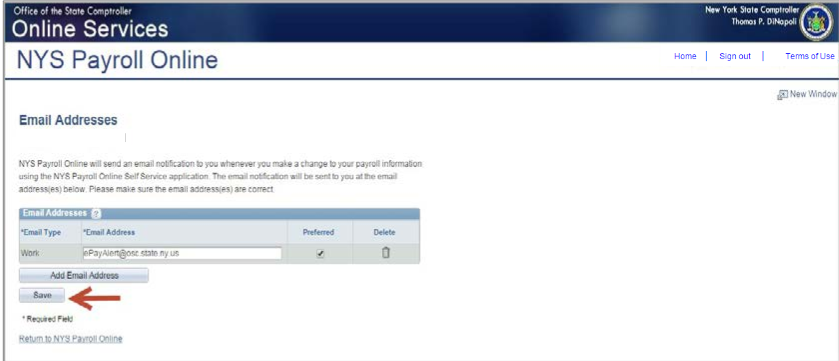 Office of the State Comptroller
Online Services
New York State Comptroller
Thomas P. DiNapoli
NYS Payroll Online
Home | Sign out | Terms of Use
New Window
Email Addresses
NYS Payroll Online will send an email notification to you whenever you make a change to your payroll information
using the NYS Payroll Online Self Service application. The email notification will be sent to you at the email
address(es) below. Please make sure the email address(es) are correct.
Email Addresses
*Email Type *Email Address Preferred Delete
Work ePayAlert@osc.state.ny.us
Add Email Address
Save
* Required Field
Return to NYS Payroll Online